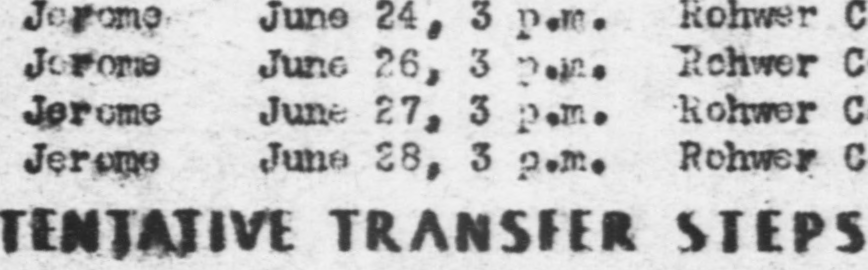 Jerome June 24, 3 p.m. Rohwer C
Jerome June 26, 3 p.m. Rohwer C
Jerome June 27, 3 p.m. Rohwer C
Jerome June 28, 3 p.m. Rohwer C
TENTATIVE TRANSFER STEPS